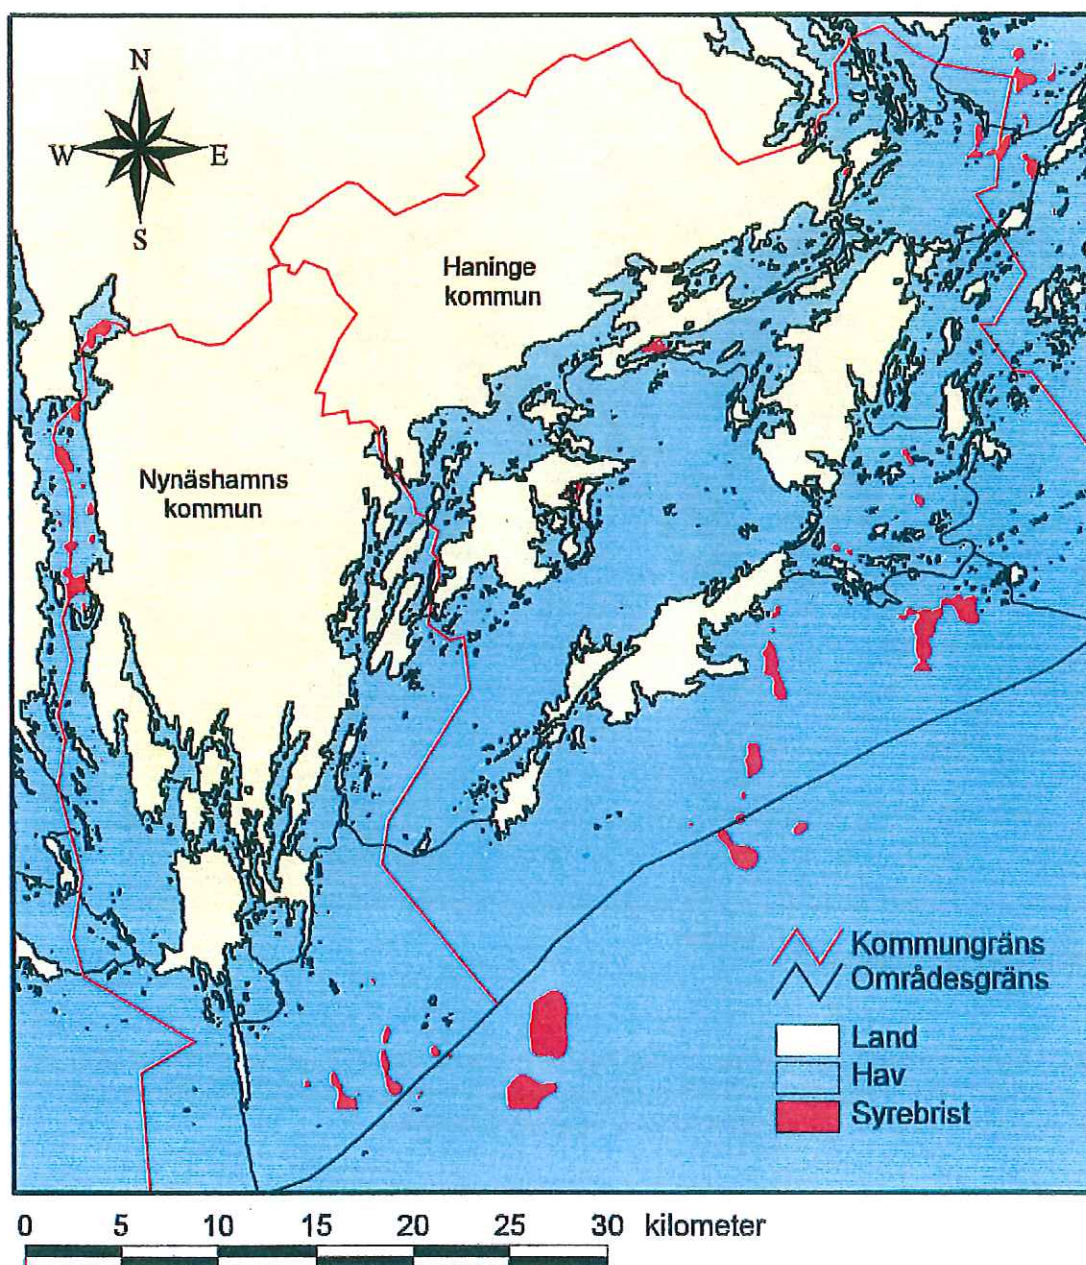 N
W E
S
Haninge
kommun
Nynäshamns
kommun
Kommungräns
Områdesgräns
Land
Hav
Syrebrist
0 5 10 15 20 25 30 kilometer